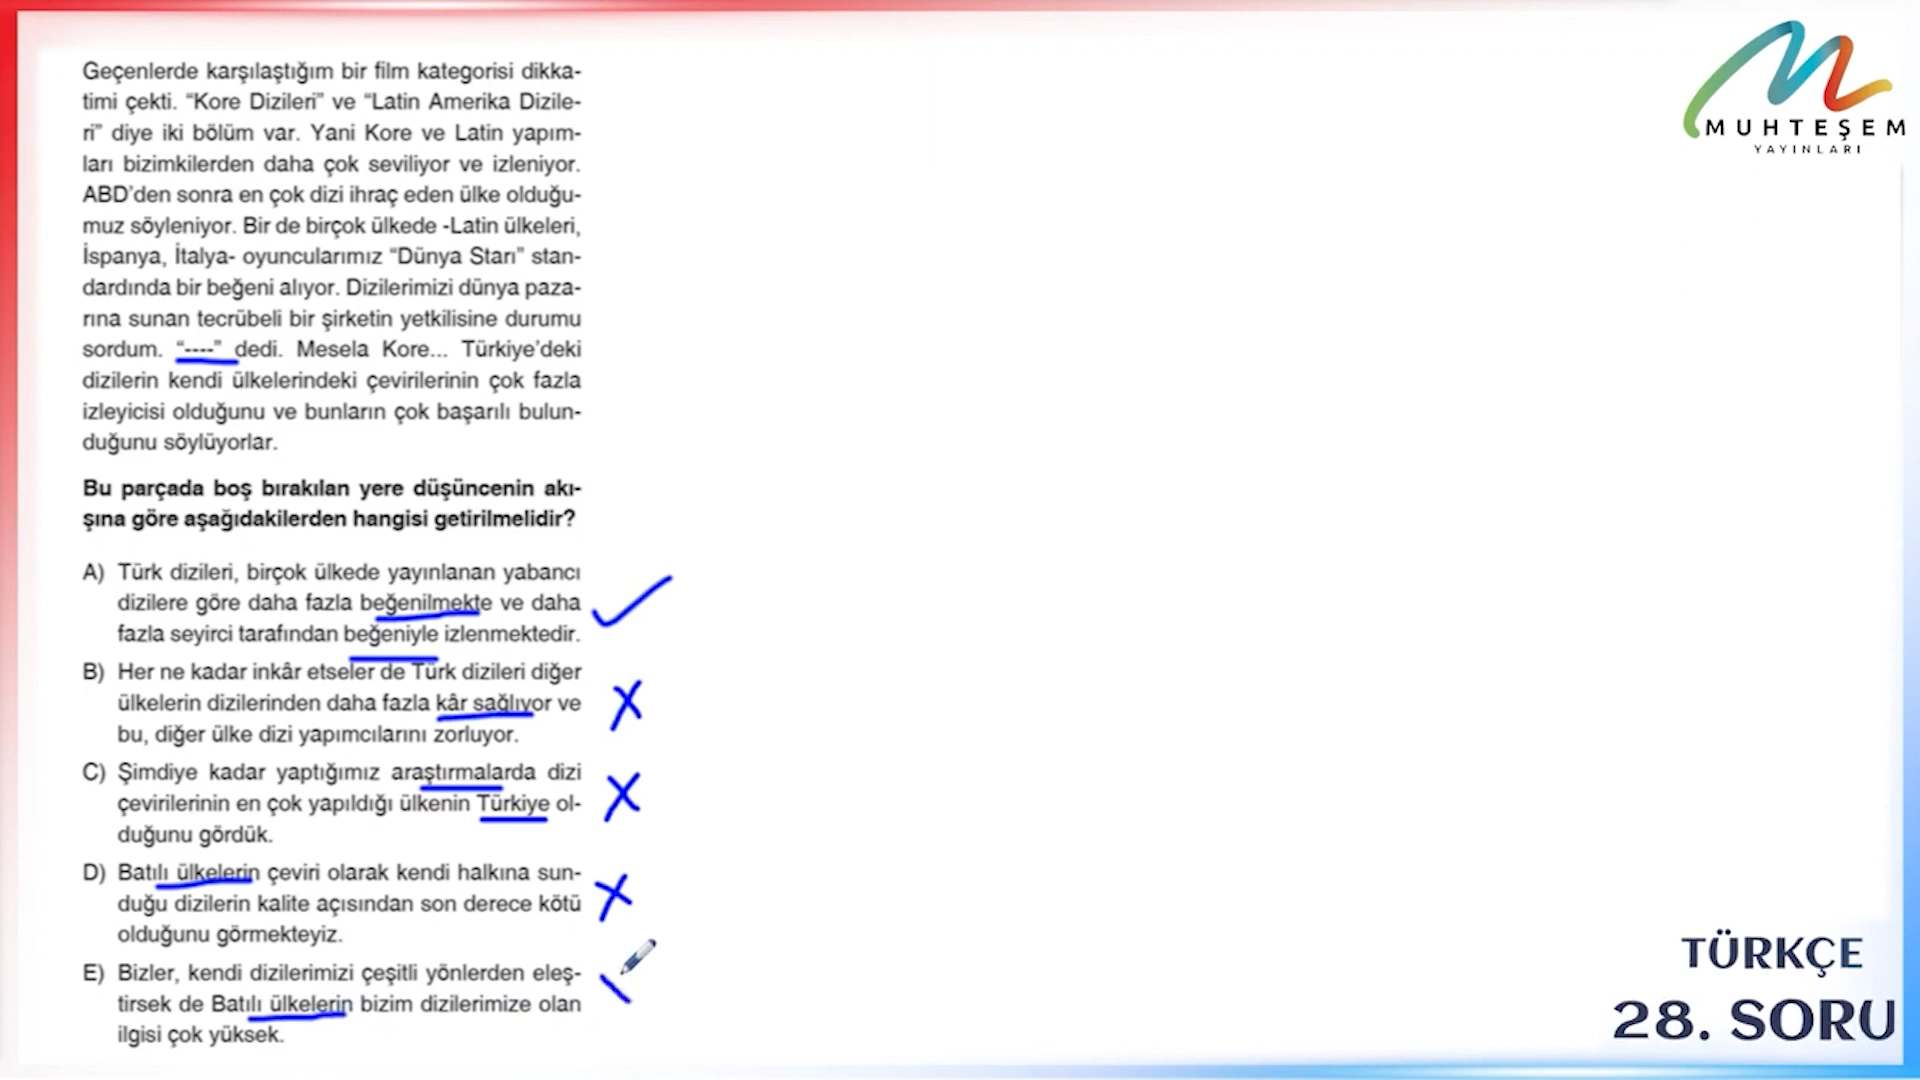 Geçenlerde karşılaştığım bir film kategorisi dikka-
timi çekti. “Kore Dizileri” ve “Latin Amerika Dizile-
ri” diye iki bölüm var. Yani Kore ve Latin yapım-
ları bizimkilerden daha çok seviliyor ve izleniyor.
ABD’den sonra en çok dizi ihraç eden ülke olduğu-
muz söyleniyor. Bir de birçok ülkede -Latin ülkeleri,
İspanya, İtalya- oyuncularımız “Dünya Starı” stan-
dardında bir beğeni alıyor. Dizilerimizi dünya paza-
rına sunan tecrübeli bir şirketin yetkilisine durumu
sordum. “----” dedi. Mesela Kore... Türkiye’deki
dizilerin kendi ülkelerindeki çevirilerinin çok fazla
izleyicisi olduğunu ve bunların çok başarılı bulun-
duğunu söylüyorlar.
Bu parçada boş bırakılan yere düşüncenin akı-
şına göre aşağıdakilerden hangisi getirilmelidir?
A) Türk dizileri, birçok ülkede yayınlanan yabancı
dizilere göre daha fazla beğenilmekte ve daha
fazla seyirci tarafından beğeniyle izlenmektedir.
B) Her ne kadar inkâr etseler de Türk dizileri diğer
ülkelerin dizilerinden daha fazla kâr sağlıyor ve
bu, diğer ülke dizi yapımcılarını zorluyor.
C) Şimdiye kadar yaptığımız araştırmalarda dizi
çevirilerinin en çok yapıldığı ülkenin Türkiye ol-
duğunu gördük.
D) Batılı ülkelerin çeviri olarak kendi halkına sun-
duğu dizilerin kalite açısından son derece kötü
olduğunu görmekteyiz.
E) Bizler, kendi dizilerimizi çeşitli yönlerden eleş-
tirsek de Batılı ülkelerin bizim dizilerimize olan
ilgisi çok yüksek.
MUHTEŞEM
YAYINLARI
TÜRKÇE
28. SORU